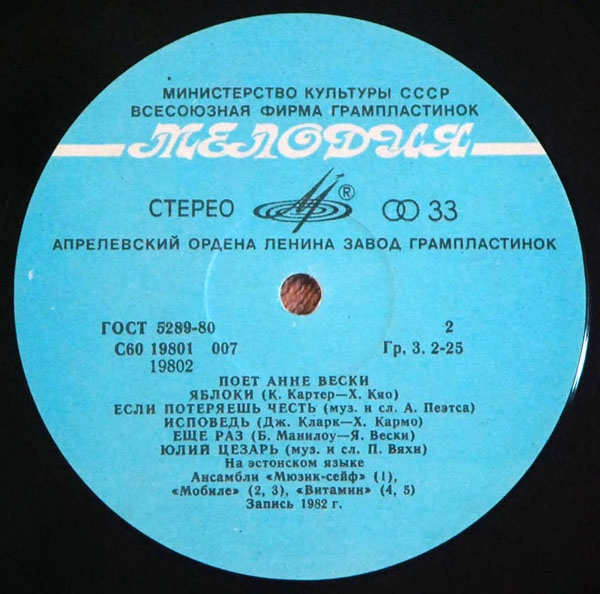 МИНИСТЕРСТВО КУЛЬТУРЫ СССР
ВСЕСОЮЗНАЯ ФИРМА ГРАМПЛАСТИНОК
МЕЛОДИЯ
СТЕРЕО ® 33
АПРЕЛЕВСКИЙ ОРДЕНА ЛЕНИНА ЗАВОД ГРАМПЛАСТИНОК
ГОСТ 5289-80 2
С60 19801 007 Гр. 3. 2-25
19802
ПОЕТ АННЕ ВЕСКИ
ЯБЛОКИ (К. Картер—Х. Кяо)
ЕСЛИ ПОТЕРЯЕШЬ ЧЕСТЬ (муз. и сл. А. Пеэтса)
ИСПОВЕДЬ (Дж. Кларк—Х. Кармо)
ЕЩЕ РАЗ (Б. Манилоу—Я. Вески)
ЮЛИЙ ЦЕЗАРЬ (муз. и сл. П. Вяхи)
На эстонском языке
Ансамбли «Мюзик-сейф» (1),
«Мобиле» (2, 3), «Витамин» (4, 5)
Запись 1982 г.